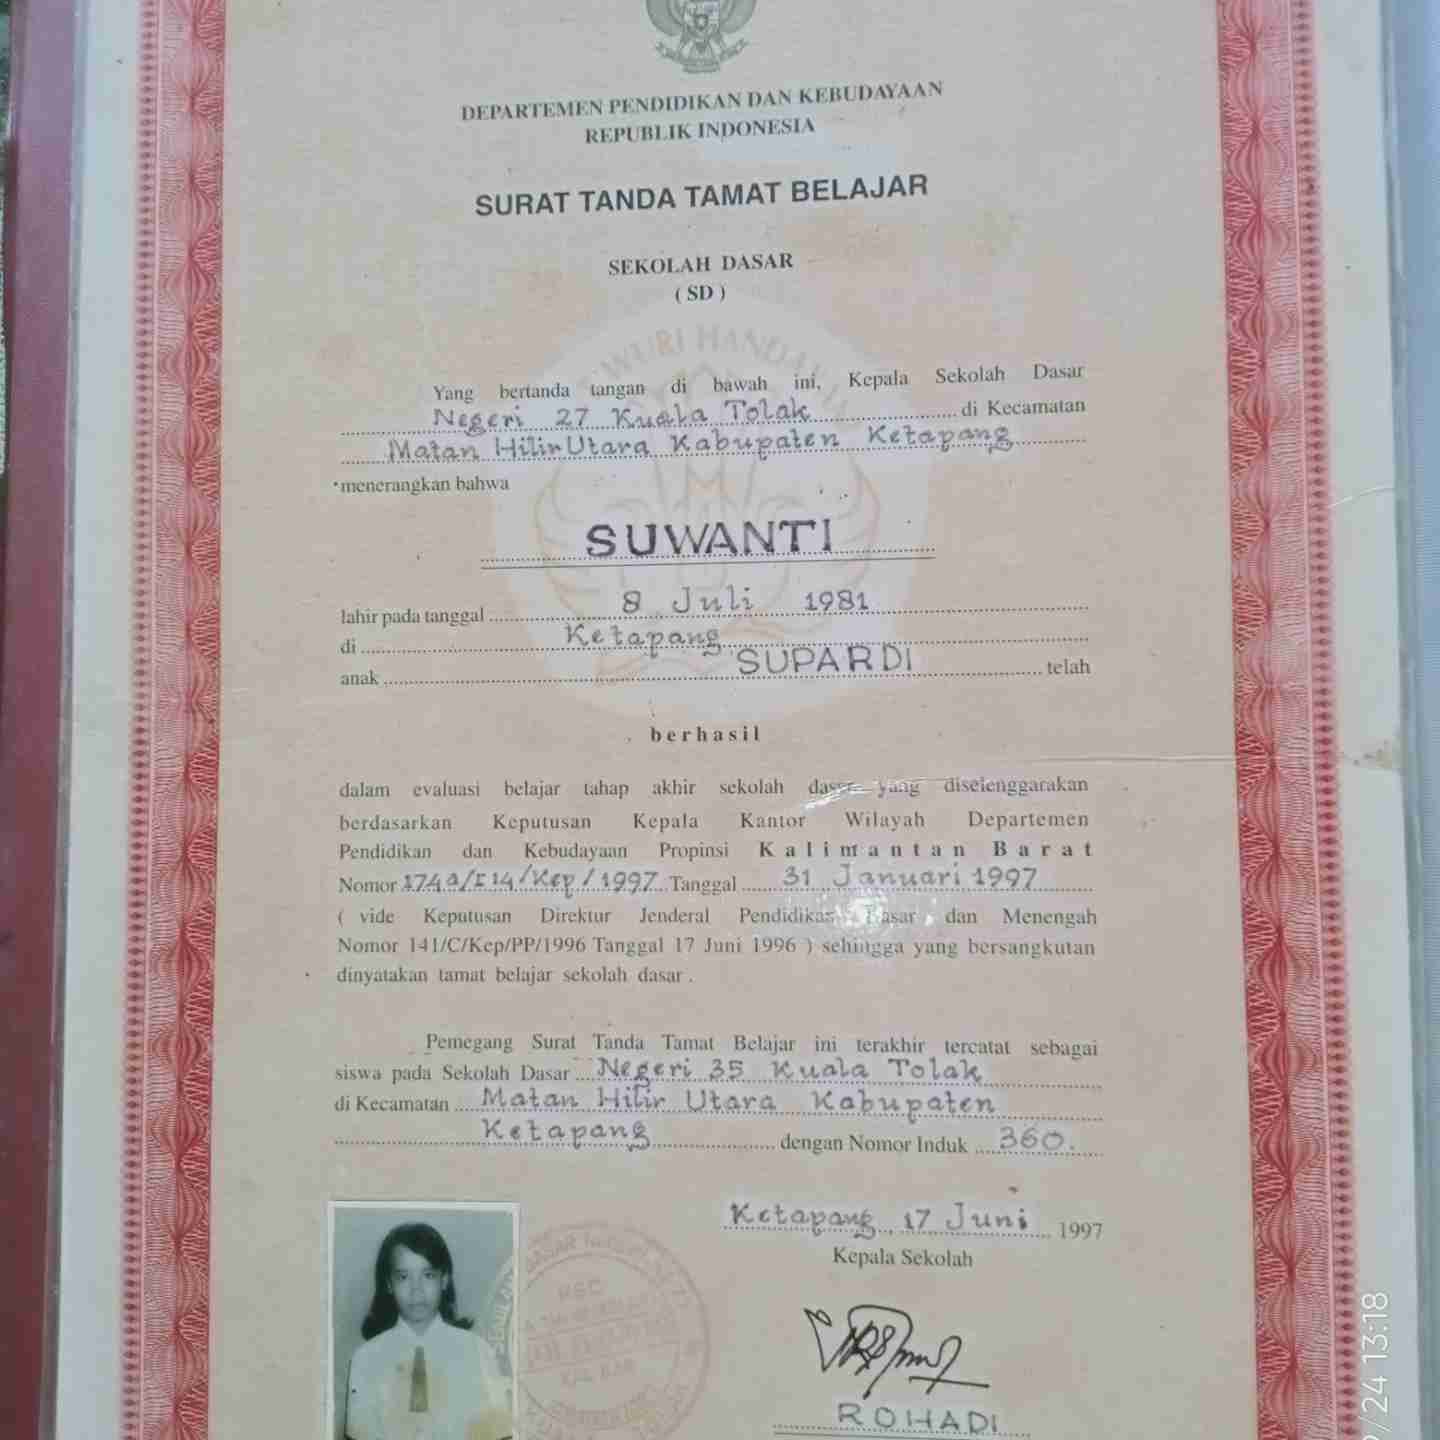 DEPARTEMEN PENDIDIKAN DAN KEBUDAYAAN
REPUBLIK INDONESIA
SURAT TANDA TAMAT BELAJAR
SEKOLAH DASAR
( SD )
WURI HANDAYA
Yang bertanda tangan di bawah ini, Kepala Sekolah Dasar
Negeri 27 Kuala Tolak di Kecamatan
Matan Hilir Utara Kabupaten Ketapang
menerangkan bahwa
SUWANTI
lahir pada tanggal 8 Juli 1981
di Ketapang
anak SUPARDI telah
berhasil
dalam evaluasi belajar tahap akhir sekolah dasar yang diselenggarakan
berdasarkan Keputusan Kepala Kantor Wilayah Departemen
Pendidikan dan Kebudayaan Propinsi Kalimantan Barat
Nomor 174a/I14/Kep/1997 Tanggal 31 Januari 1997
( vide Keputusan Direktur Jenderal Pendidikan Dasar dan Menengah
Nomor 141/C/Kep/PP/1996 Tanggal 17 Juni 1996 ) sehingga yang bersangkutan
dinyatakan tamat belajar sekolah dasar .
Pemegang Surat Tanda Tamat Belajar ini terakhir tercatat sebagai
siswa pada Sekolah Dasar Negeri 35 Kuala Tolak
di Kecamatan Matan Hilir Utara Kabupaten
Ketapang dengan Nomor Induk 360.
Ketapang 17 Juni 1997
Kepala Sekolah
ROHADI
/24 13:18